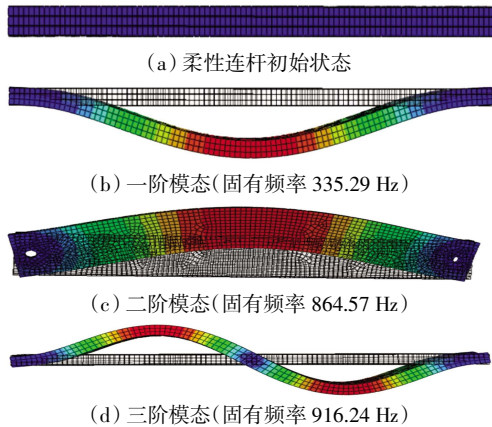 (a) 柔性连杆初始状态
(b) 一阶模态(固有频率 335.29 Hz)
(c) 二阶模态(固有频率 864.57 Hz)
(d) 三阶模态(固有频率 916.24 Hz)